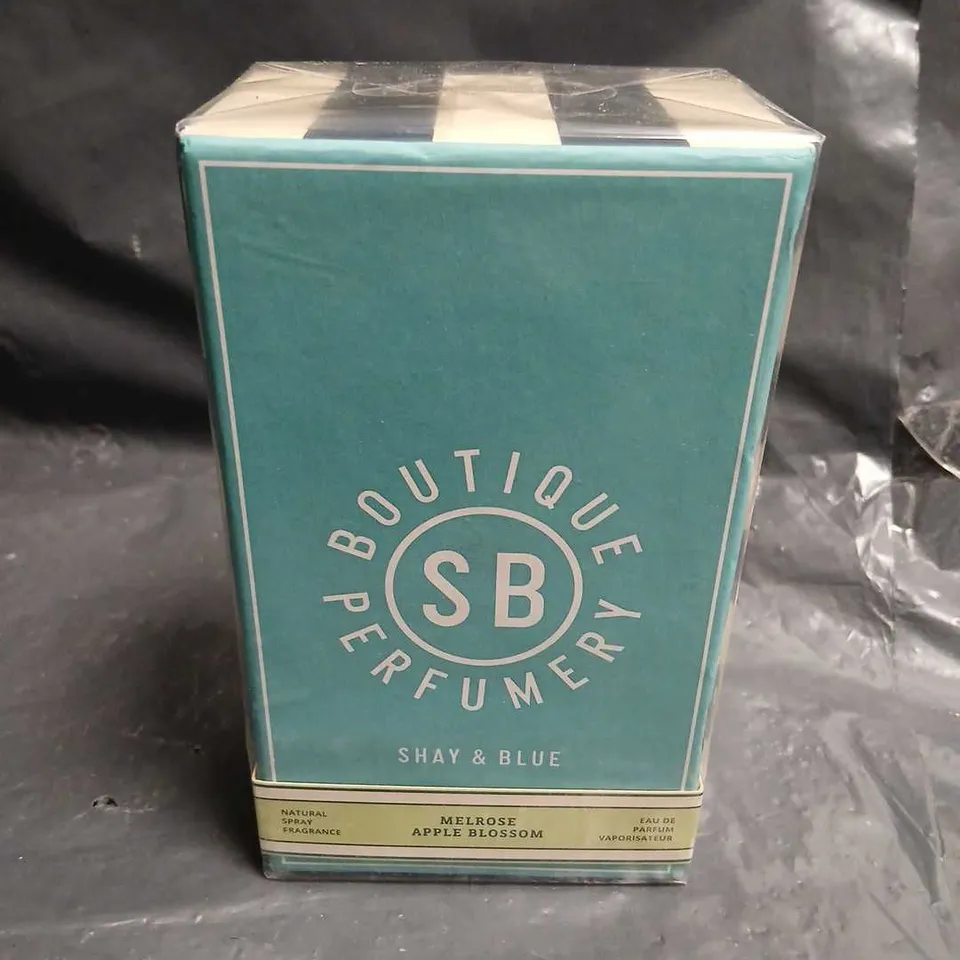 BOUTIQUE
SB
PERFUMERY
SHAY & BLUE
NATURAL
SPRAY
FRAGRANCE
MELROSE
APPLE BLOSSOM
EAU DE
PARFUM
VAPORISATEUR